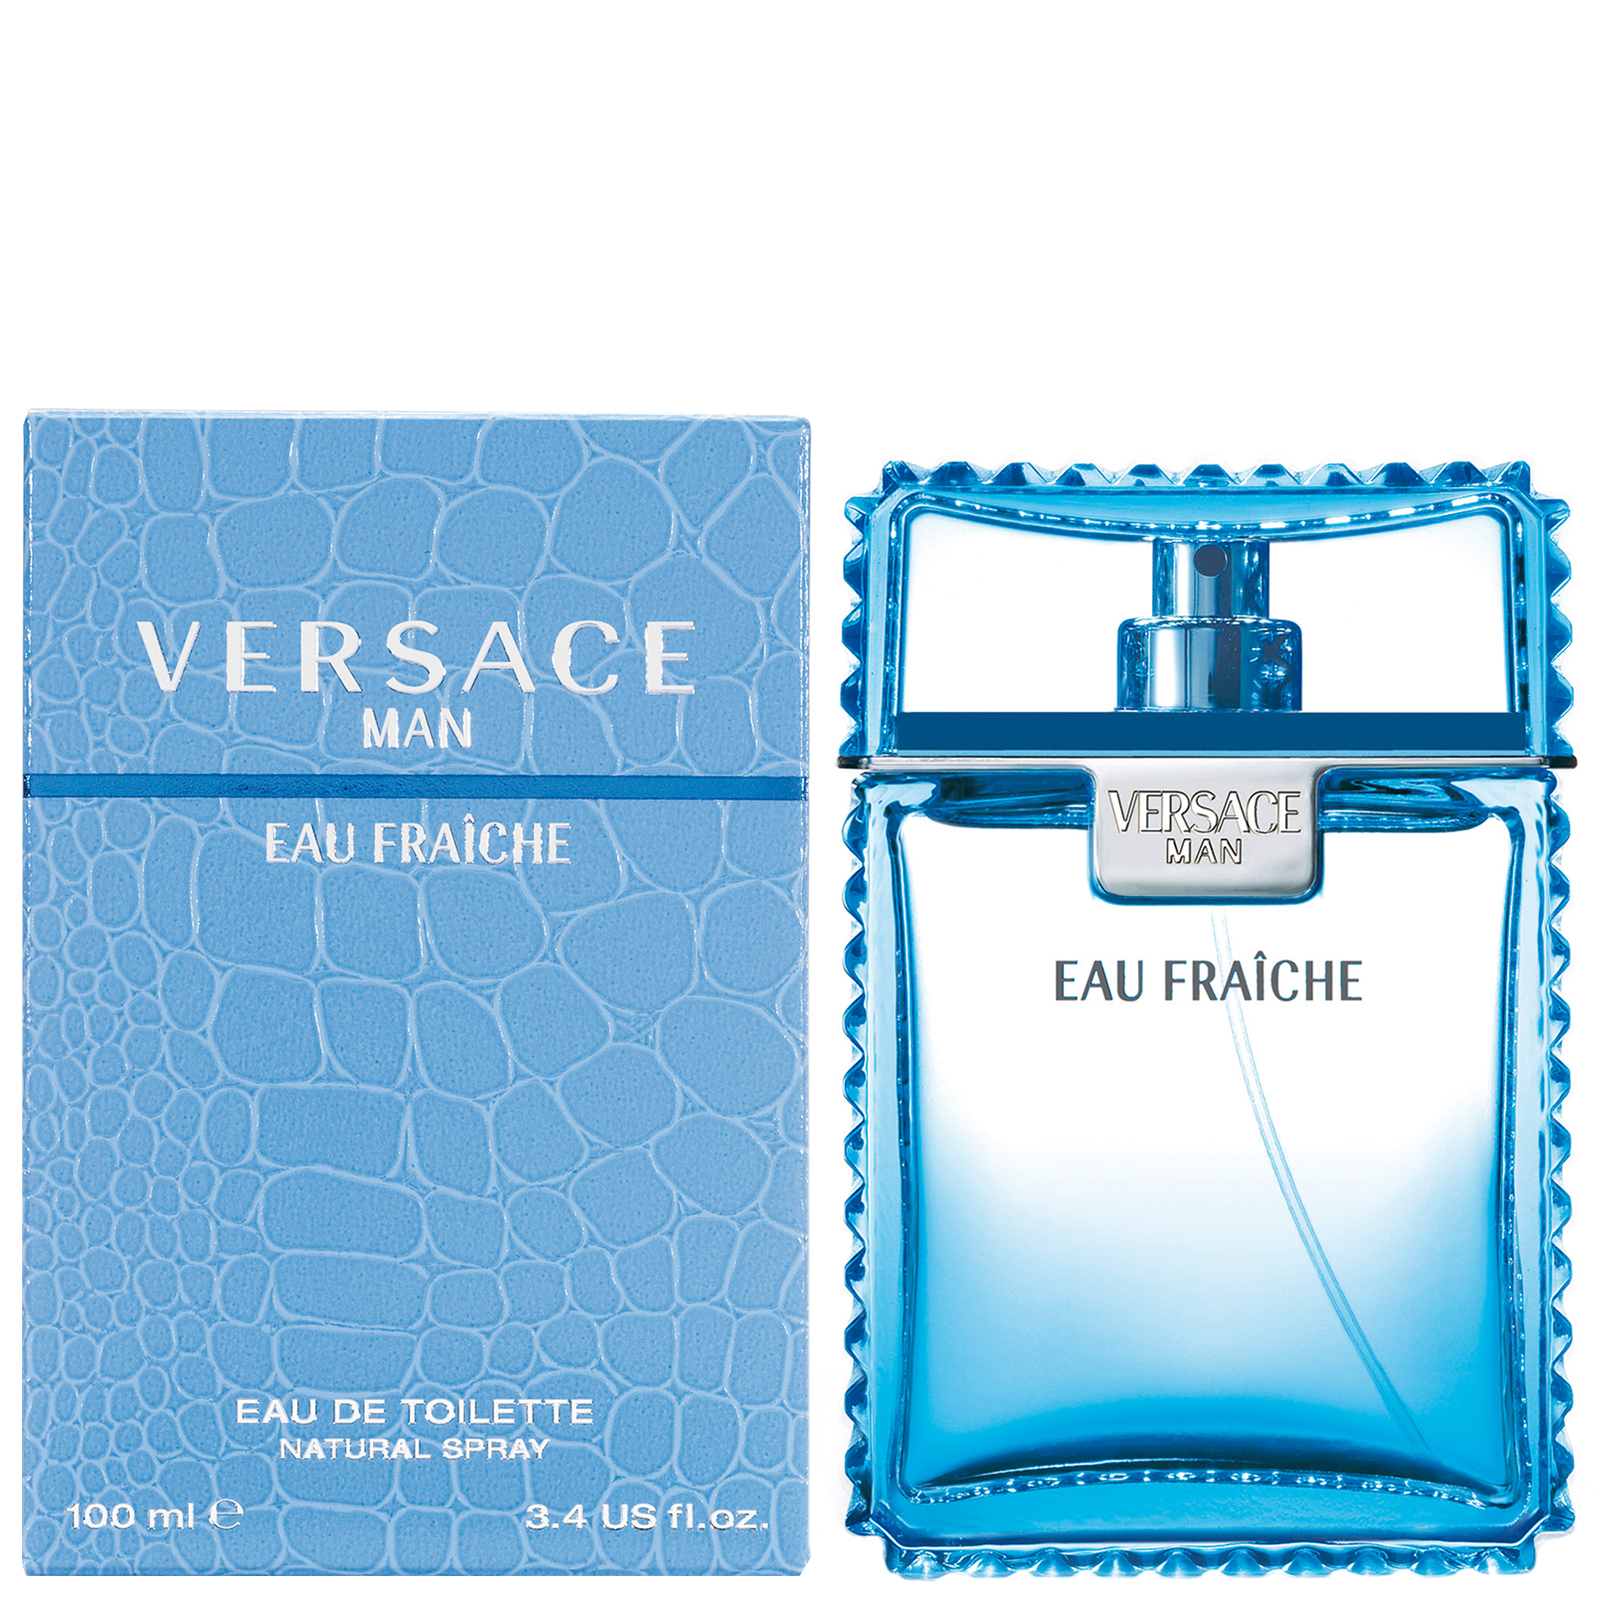 VERSACE
MAN
EAU FRAÎCHE
EAU DE TOILETTE
NATURAL SPRAY
100 ml ℮ 3.4 US fl.oz.
VERSACE
MAN
EAU FRAÎCHE